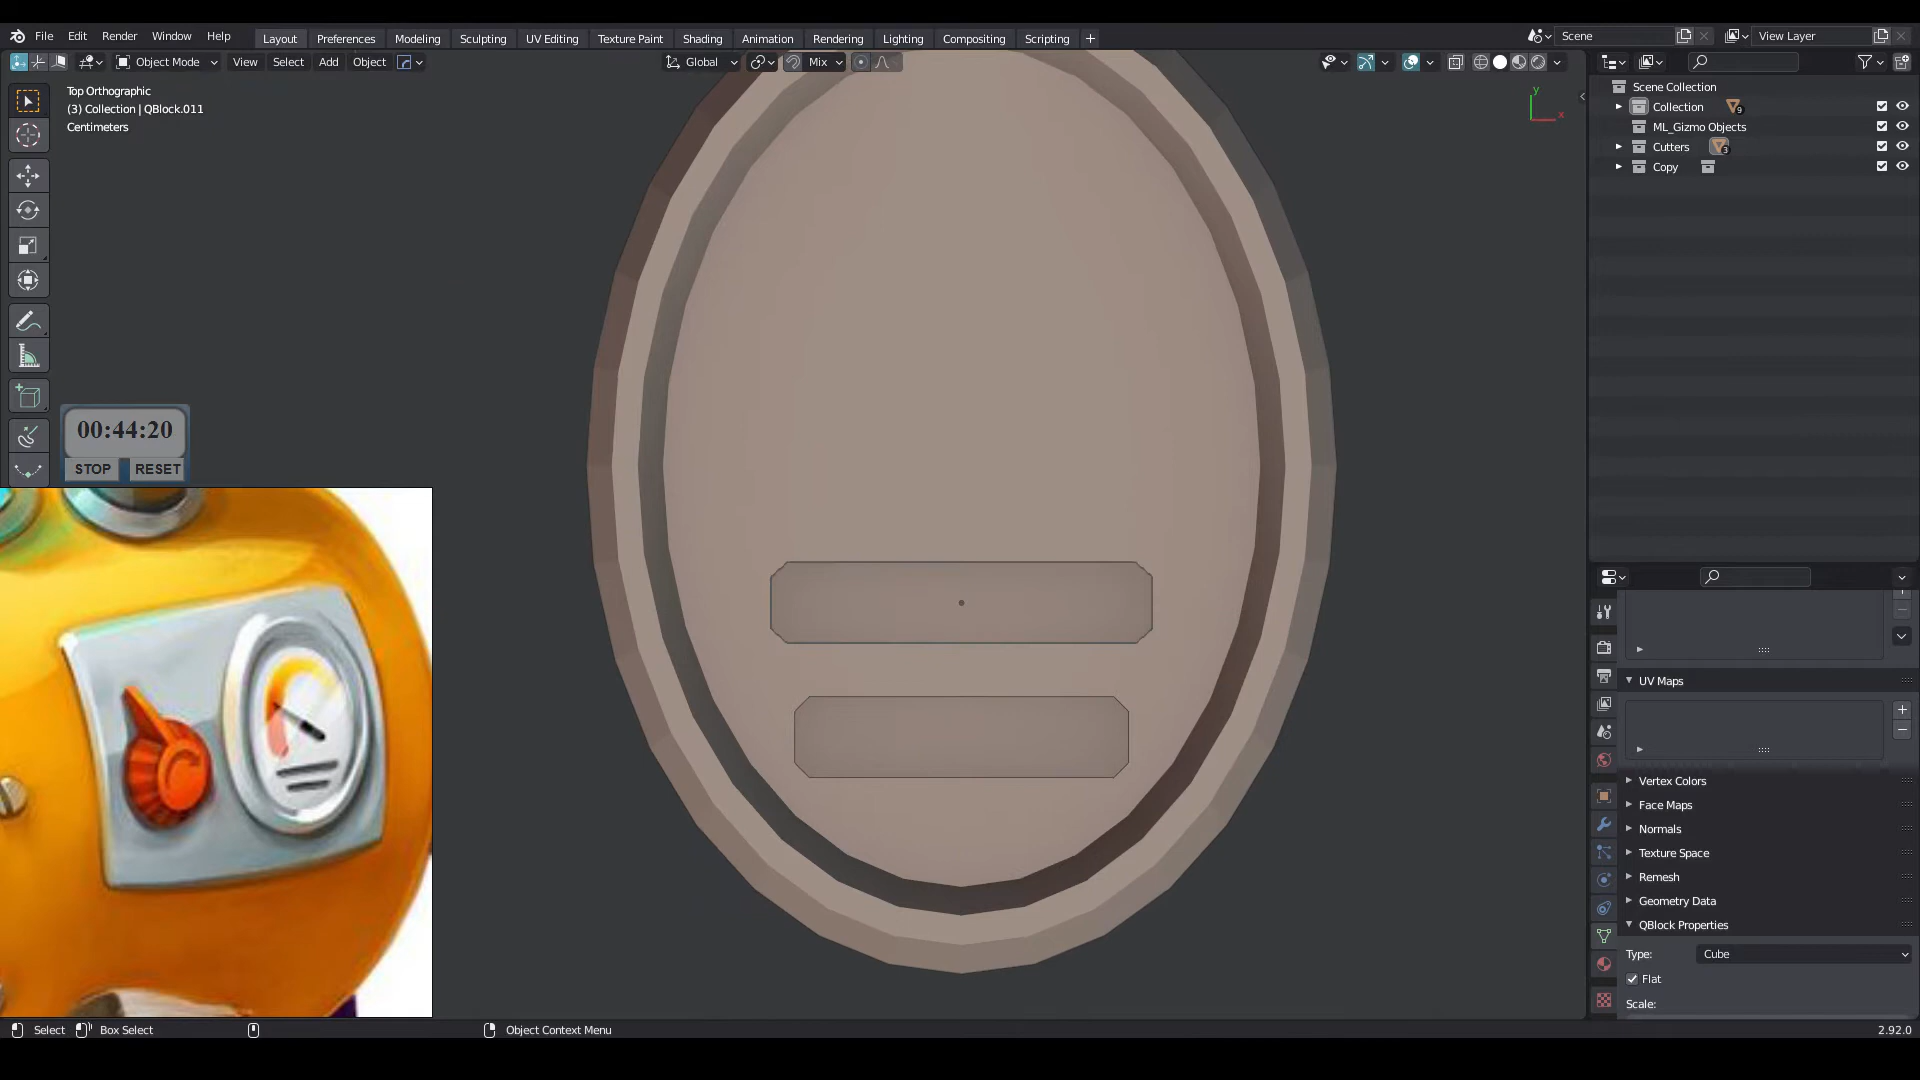 File Edit Render Window Help Layout Preferences Modeling Sculpting UV Editing Texture Paint Shading Animation Rendering Lighting Compositing Scripting + Scene View Layer
Object Mode View Select Add Object Global Mix
Top Orthographic
(3) Collection | QBlock.011
Centimeters
y
x
00:44:20
STOP RESET
Scene Collection
Collection 9
ML_Gizmo Objects
Cutters 3
Copy
UV Maps
Vertex Colors
Face Maps
Normals
Texture Space
Remesh
Geometry Data
QBlock Properties
Type: Cube
Flat
Scale:
Select Box Select Object Context Menu 2.92.0